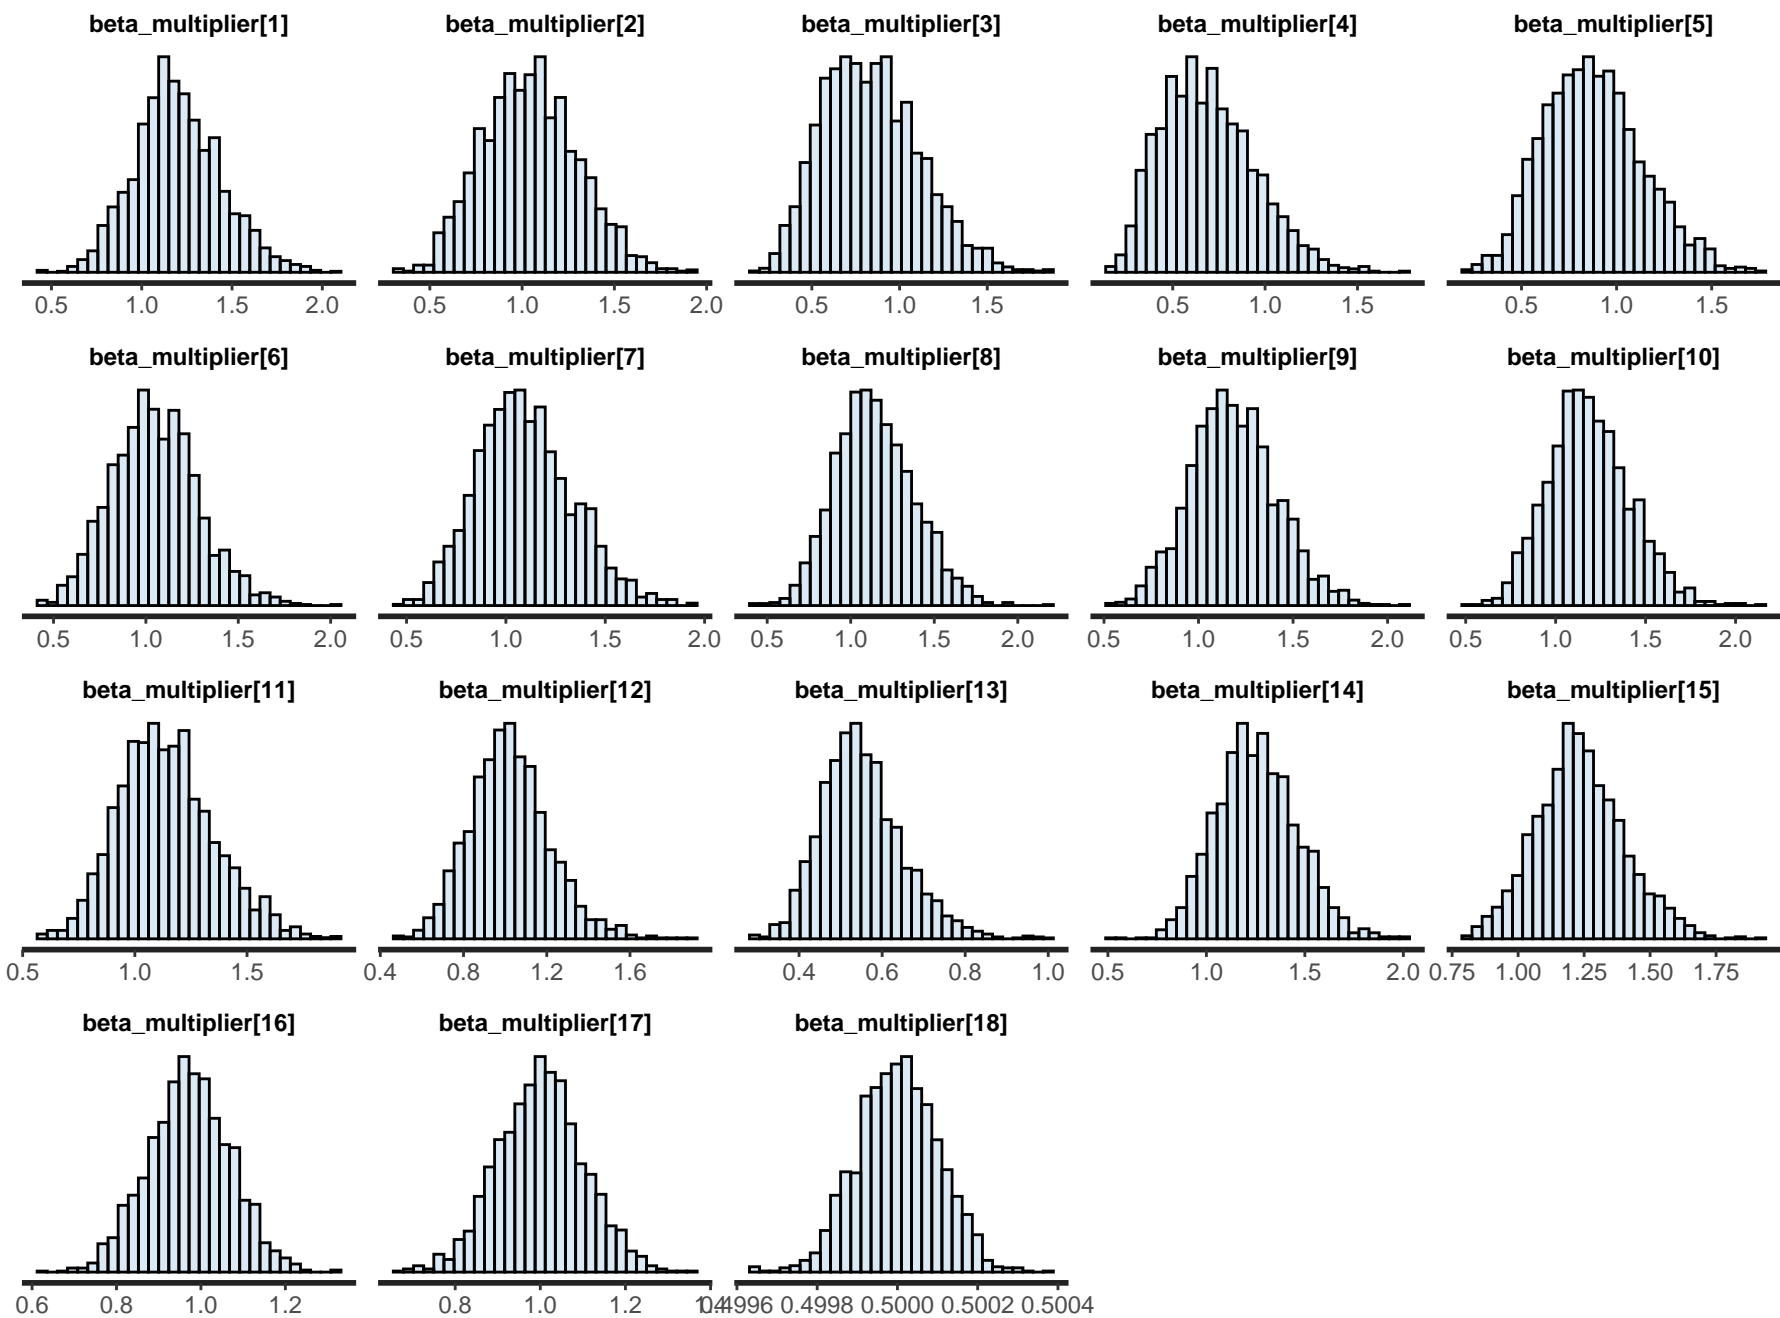 beta_multiplier[1] beta_multiplier[2] beta_multiplier[3] beta_multiplier[4] beta_multiplier[5]
0.5 1.0 1.5 2.0 0.5 1.0 1.5 2.0 0.5 1.0 1.5 0.5 1.0 1.5 0.5 1.0 1.5
beta_multiplier[6] beta_multiplier[7] beta_multiplier[8] beta_multiplier[9] beta_multiplier[10]
0.5 1.0 1.5 2.0 0.5 1.0 1.5 2.0 0.5 1.0 1.5 2.0 0.5 1.0 1.5 2.0 0.5 1.0 1.5 2.0
beta_multiplier[11] beta_multiplier[12] beta_multiplier[13] beta_multiplier[14] beta_multiplier[15]
0.5 1.0 1.5 0.4 0.8 1.2 1.6 0.4 0.6 0.8 1.0 0.5 1.0 1.5 2.0 0.75 1.00 1.25 1.50 1.75
beta_multiplier[16] beta_multiplier[17] beta_multiplier[18]
0.6 0.8 1.0 1.2 0.8 1.0 1.2 1.4 0.4996 0.4998 0.5000 0.5002 0.5004